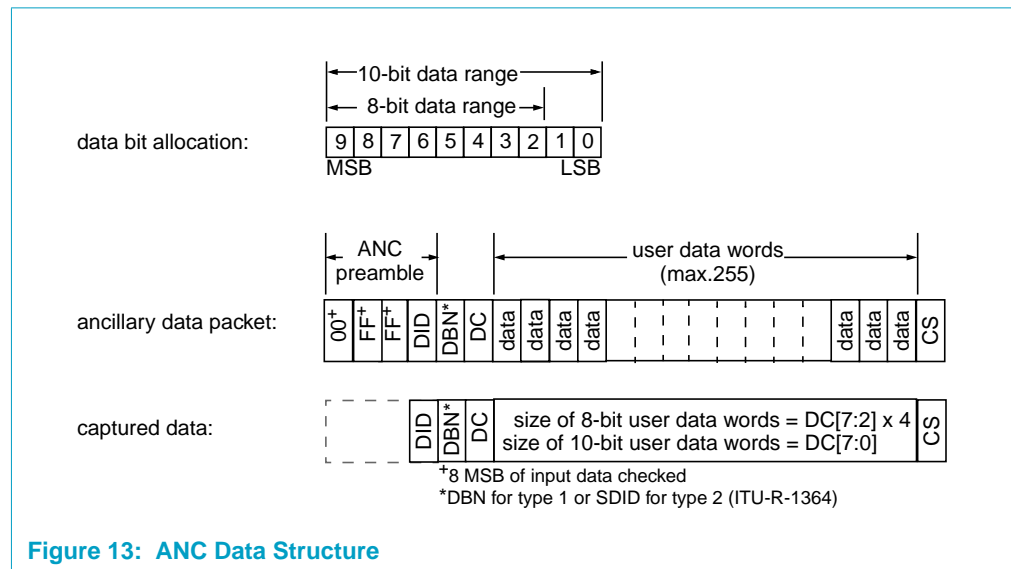 10-bit data range
8-bit data range
data bit allocation:
9 8 7 6 5 4 3 2 1 0
MSB LSB
ANC
preamble
user data words
(max.255)
ancillary data packet:
00+ FF+ FF+ DID DBN* DC data data data data data data data CS
captured data:
DID DBN* DC
size of 8-bit user data words = DC[7:2] x 4
size of 10-bit user data words = DC[7:0]
CS
+8 MSB of input data checked
*DBN for type 1 or SDID for type 2 (ITU-R-1364)
Figure 13: ANC Data Structure